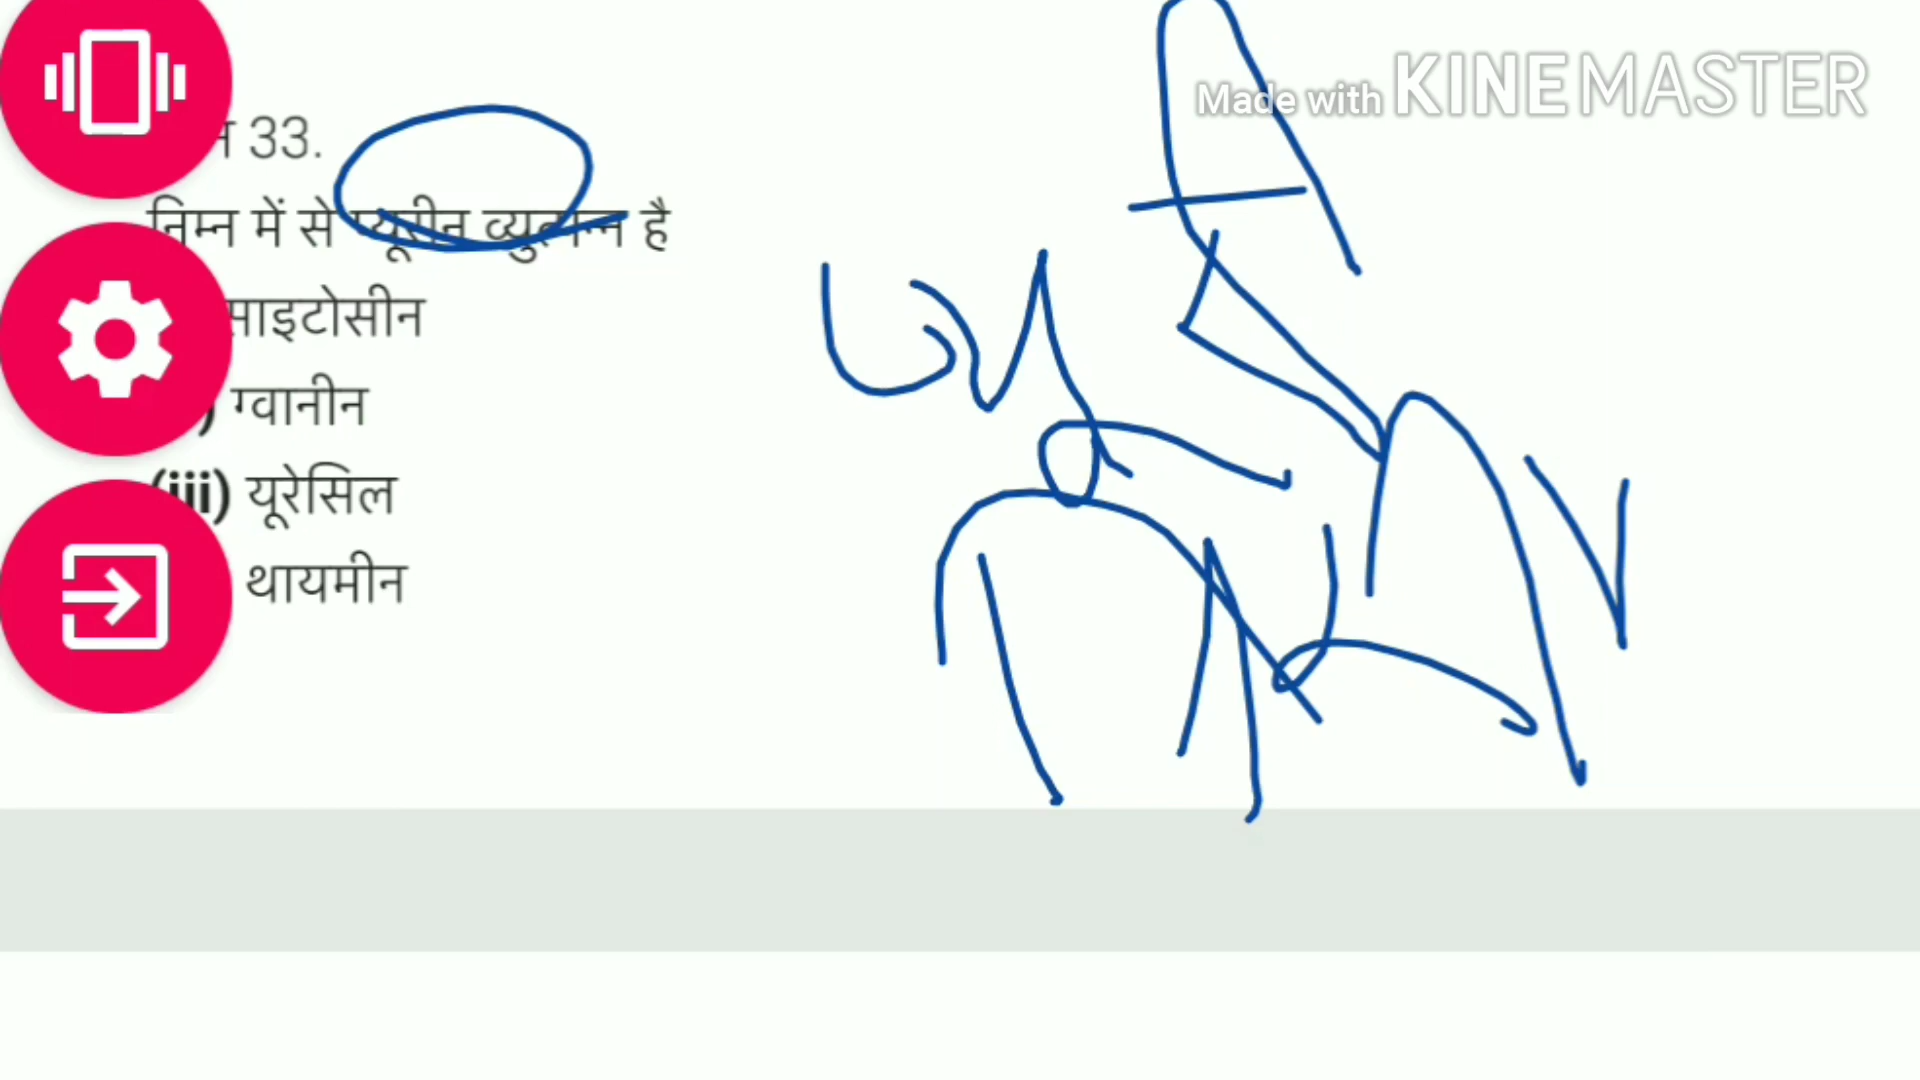 Made with KINEMASTER
33.
निम्न में से प्यूरीन व्युत्पन्न है
साइटोसीन
) ग्वानीन
(iii) यूरेसिल
थायमीन